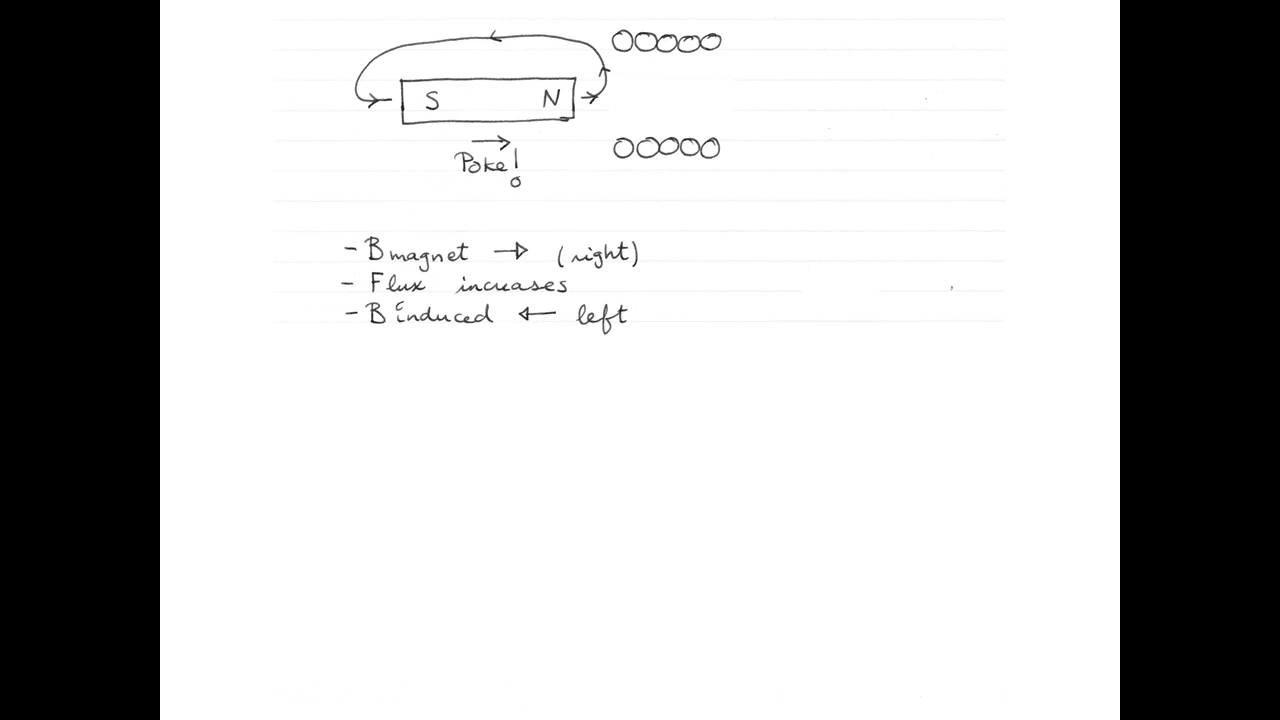 S N
Poke!
- B magnet → (right)
- Flux increases
- B induced ← left